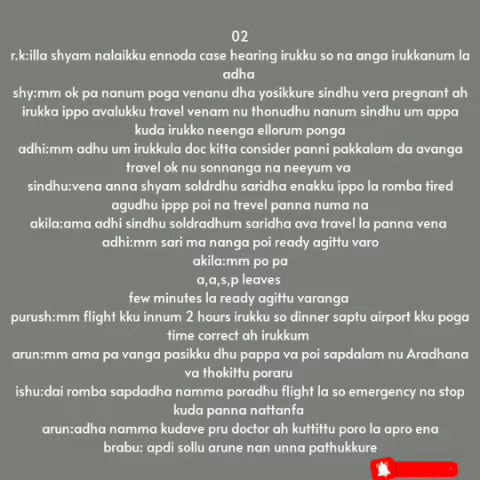 02
r.k:illa shyam nalaikku ennoda case hearing irukku so na anga irukkanum la
adha
shy:mm ok pa nanum poga venanu dha yosikkure sindhu vera pregnant ah
irukka ippo avalukku travel venam nu thonudhu nanum sindhu um appa
kuda irukko neenga ellorum ponga
adhi:mm adhu um irukkula doc kitta consider panni pakkalam da avanga
travel ok nu sonnanga na neeyum va
sindhu:vena anna shyam soldrdhu saridha enakku ippo la romba tired
agudhu ippp poi na trevel panna numa na
akila:ama adhi sindhu soldradhum saridha ava travel la panna vena
adhi:mm sari ma nanga poi ready agittu varo
akila:mm po pa
a,a,s,p leaves
few minutes la ready agittu varanga
purush:mm flight kku innum 2 hours irukku so dinner saptu airport kku poga
time correct ah irukkum
arun:mm ama pa vanga pasikku dhu pappa va poi sapdalam nu Aradhana
va thokittu poraru
ishu:dai romba sapdadha namma poradhu flight la so emergency na stop
kuda panna nattanfa
arun:adha namma kudave pru doctor ah kuttittu poro la apro ena
brabu: apdi sollu arune nan unna pathukkure